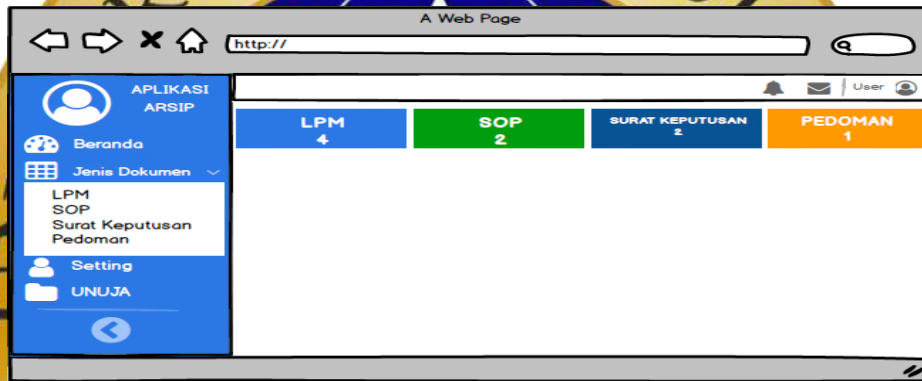 A Web Page
http://
APLIKASI
ARSIP
User
Beranda
Jenis Dokumen
LPM
SOP
Surat Keputusan
Pedoman
Setting
UNUJA
LPM
4
SOP
2
SURAT KEPUTUSAN
2
PEDOMAN
1